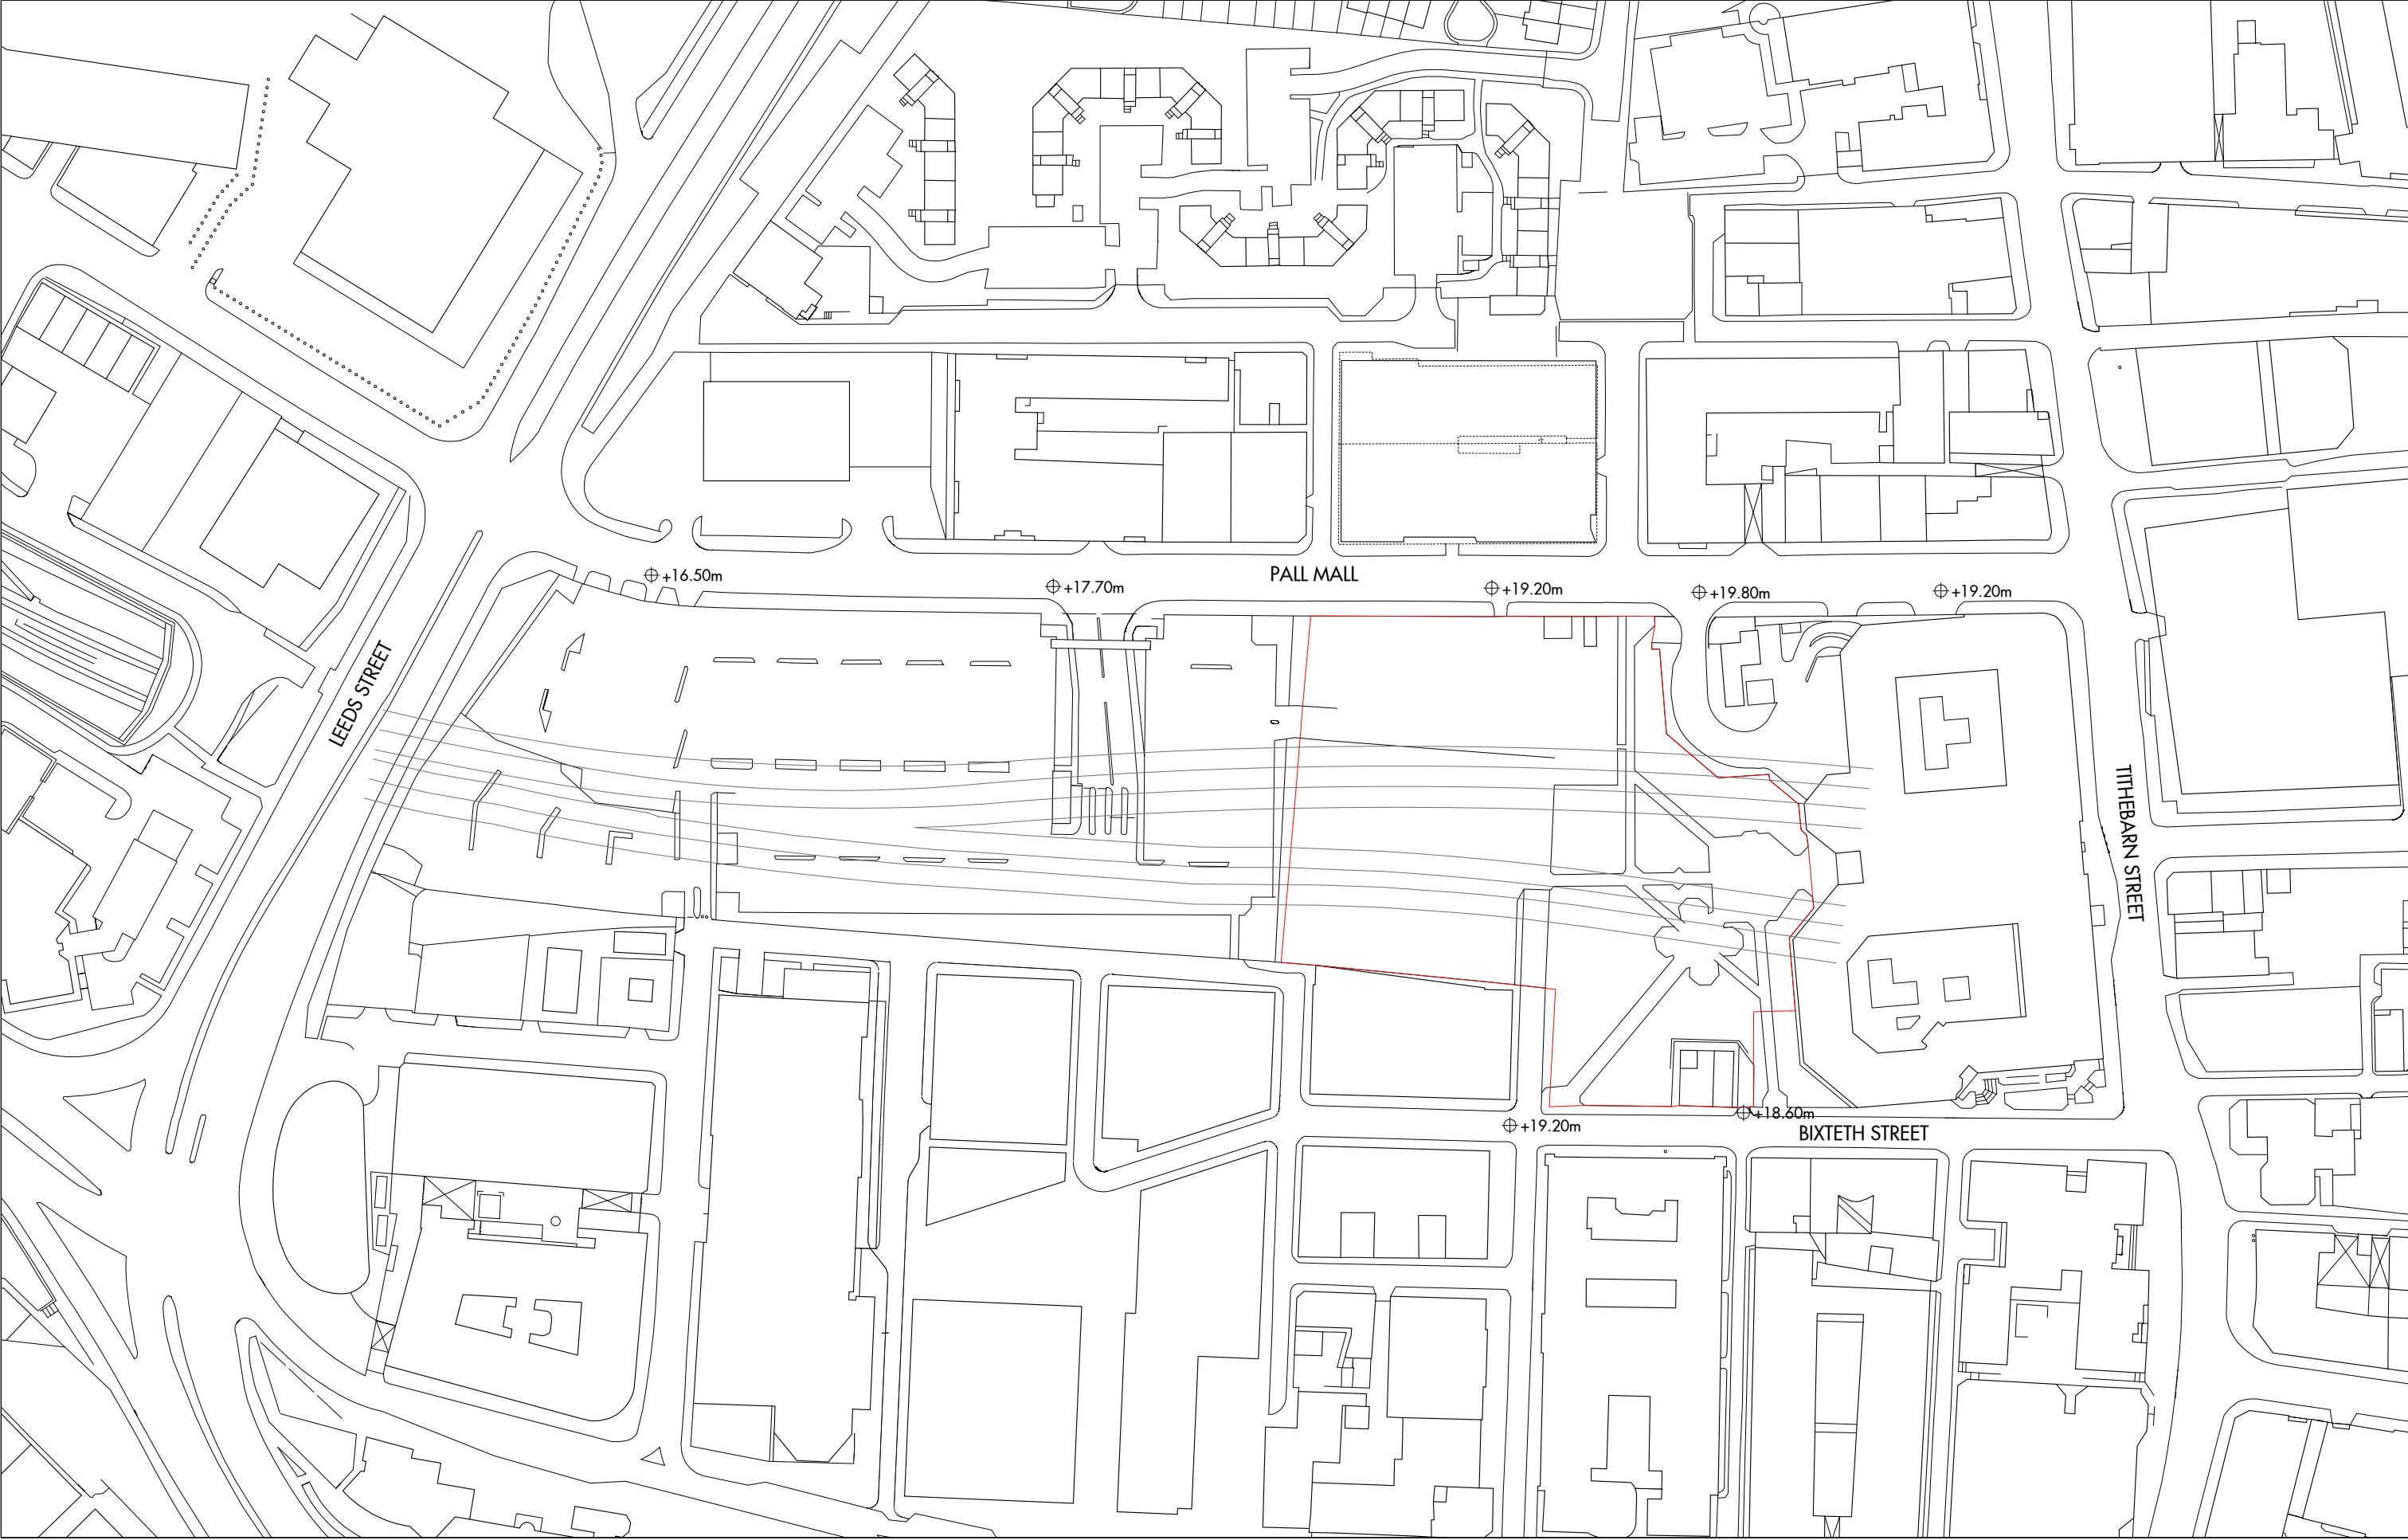 PALL MALL
+16.50m
+17.70m
+19.20m
+19.80m
+19.20m
LEEDS STREET
TITHEBARN STREET
+18.60m
+19.20m
BIXTETH STREET